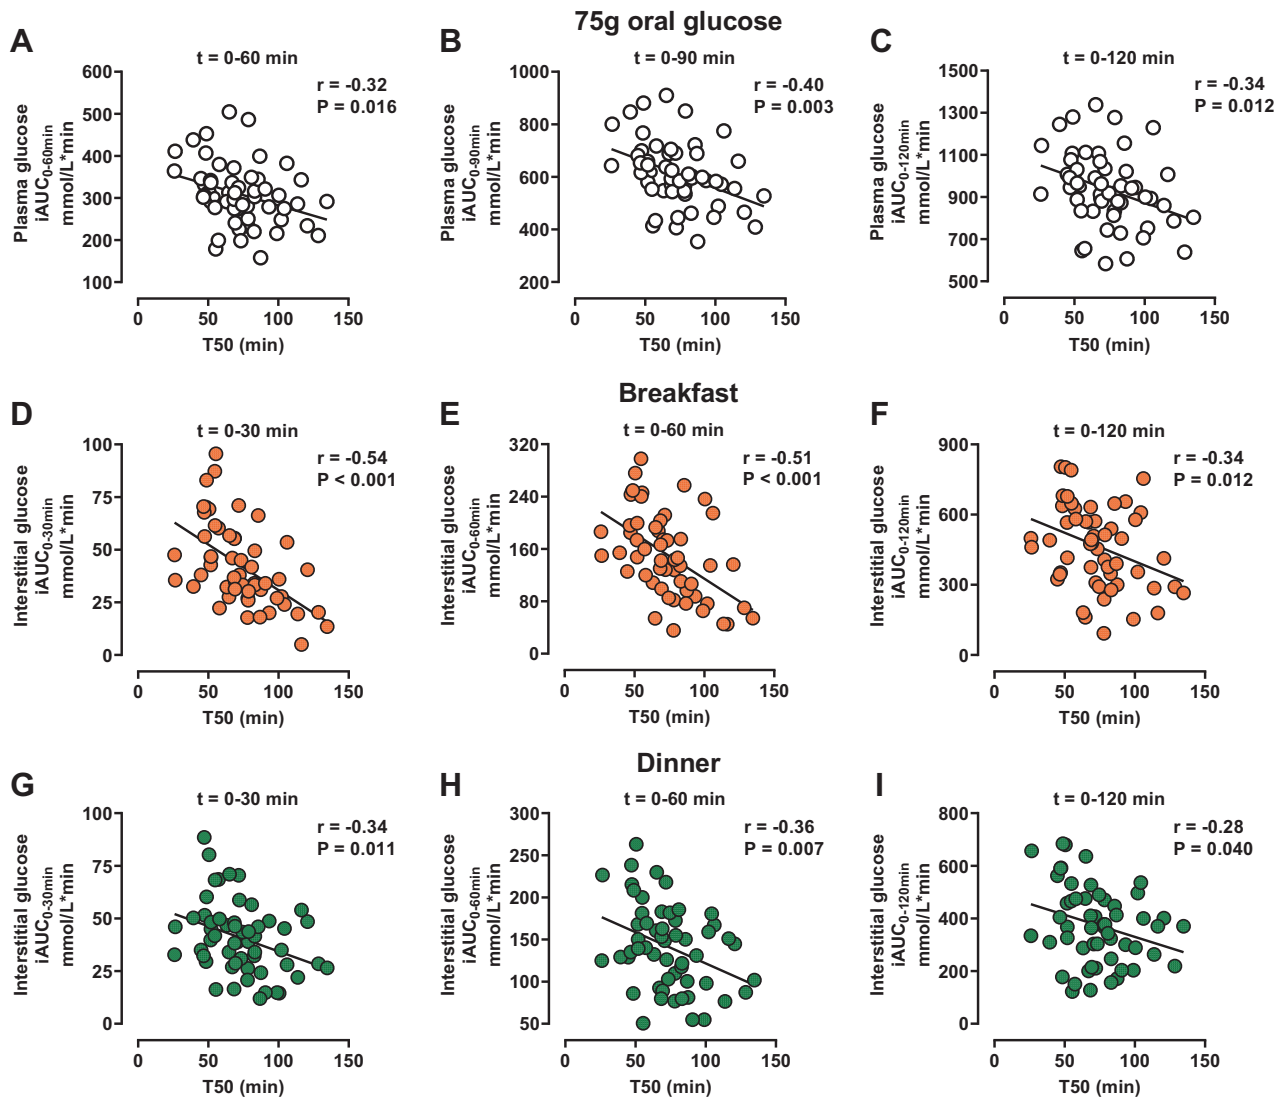 75g oral glucose
A
t = 0-60 min
r = -0.32
P = 0.016
Plasma glucose
iAUC0-60min
mmol/L*min
600
500
400
300
200
100
0 50 100 150
T50 (min)
B
t = 0-90 min
r = -0.40
P = 0.003
Plasma glucose
iAUC0-90min
mmol/L*min
1000
800
600
400
200
0 50 100 150
T50 (min)
C
t = 0-120 min
r = -0.34
P = 0.012
Plasma glucose
iAUC0-120min
mmol/L*min
1500
1300
1100
900
700
500
0 50 100 150
T50 (min)
Breakfast
D
t = 0-30 min
r = -0.54
P < 0.001
Interstitial glucose
iAUC0-30min
mmol/L*min
100
75
50
25
0
0 50 100 150
T50 (min)
E
t = 0-60 min
r = -0.51
P < 0.001
Interstitial glucose
iAUC0-60min
mmol/L*min
320
240
160
80
0
0 50 100 150
T50 (min)
F
t = 0-120 min
r = -0.34
P = 0.012
Interstitial glucose
iAUC0-120min
mmol/L*min
900
600
300
0
0 50 100 150
T50 (min)
Dinner
G
t = 0-30 min
r = -0.34
P = 0.011
Interstitial glucose
iAUC0-30min
mmol/L*min
100
75
50
25
0
0 50 100 150
T50 (min)
H
t = 0-60 min
r = -0.36
P = 0.007
Interstitial glucose
iAUC0-60min
mmol/L*min
300
250
200
150
100
50
0 50 100 150
T50 (min)
I
t = 0-120 min
r = -0.28
P = 0.040
Interstitial glucose
iAUC0-120min
mmol/L*min
800
600
400
200
0
0 50 100 150
T50 (min)